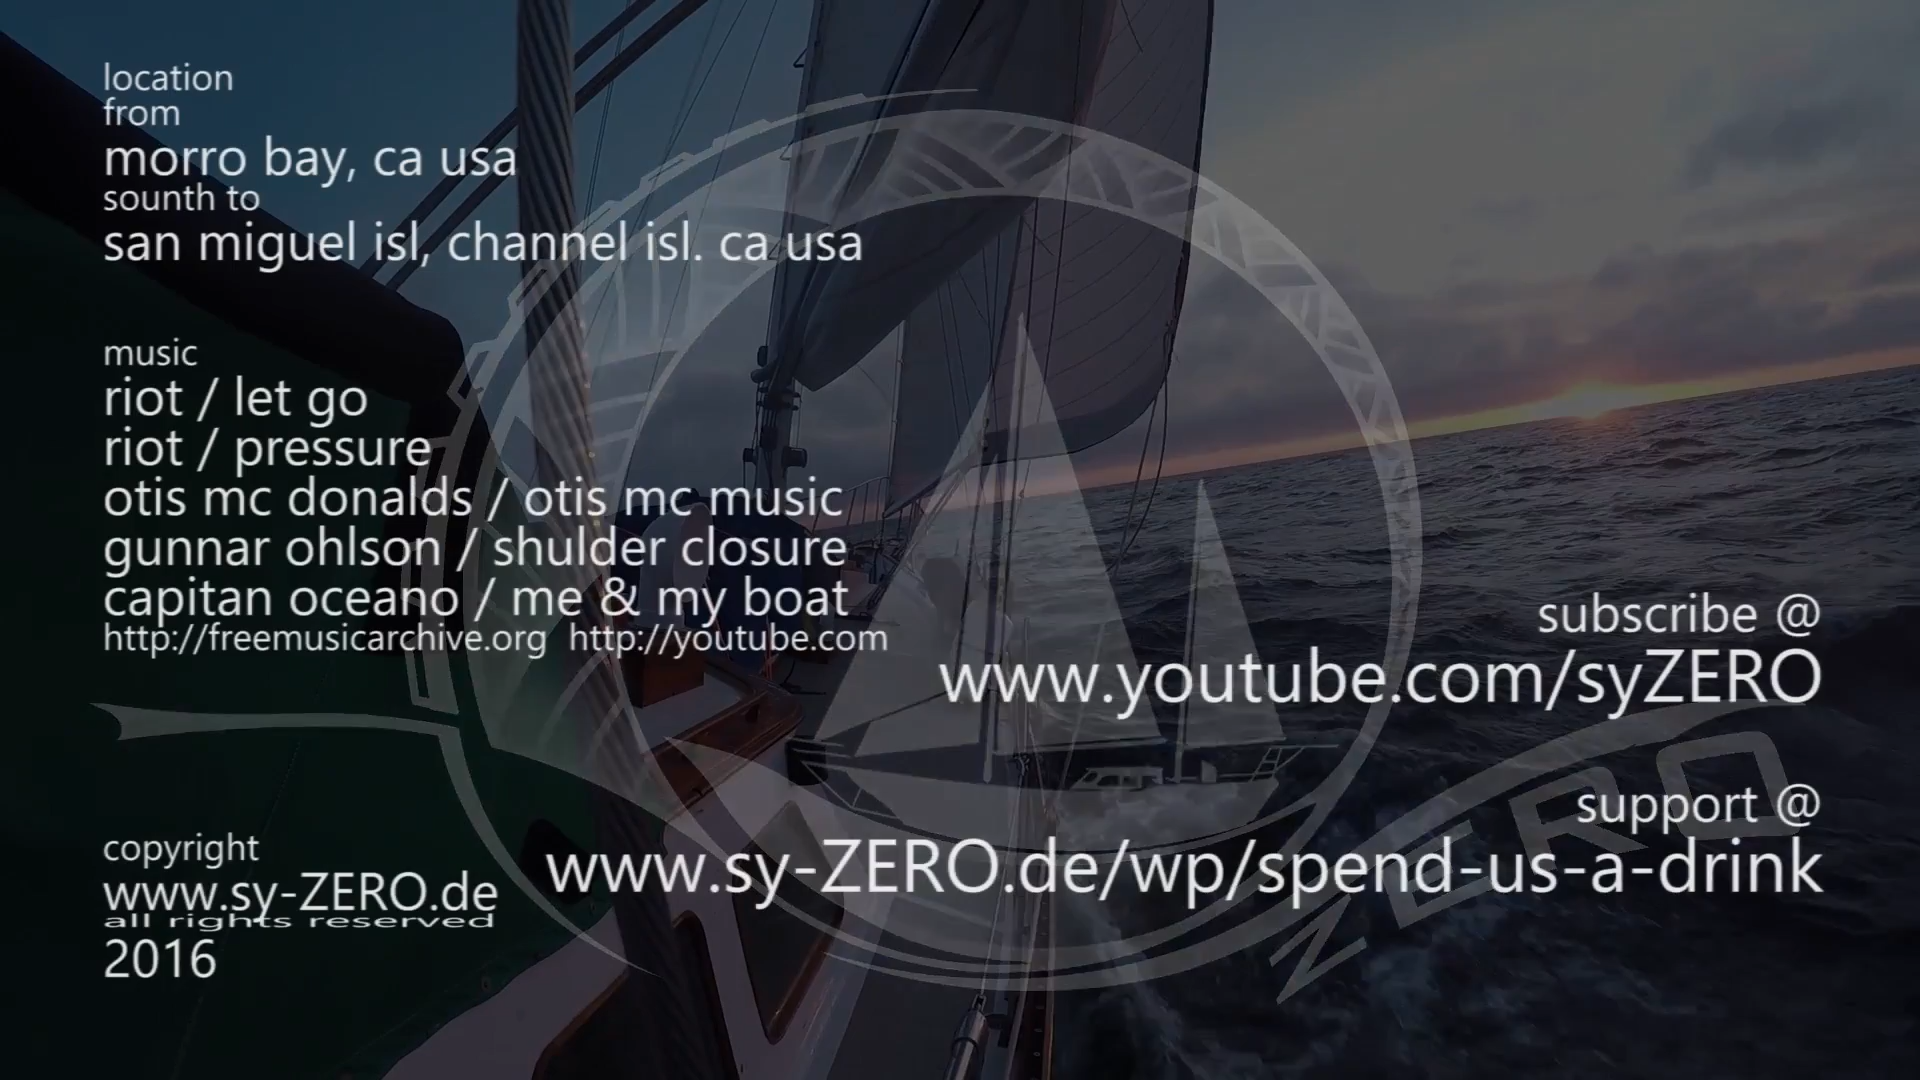 location
from
morro bay, ca usa
sounth to
san miguel isl, channel isl. ca usa
music
riot / let go
riot / pressure
otis mc donalds / otis mc music
gunnar ohlson / shulder closure
capitan oceano / me & my boat
http://freemusicarchive.org http://youtube.com
subscribe @
www.youtube.com/syZERO
support @
www.sy-ZERO.de/wp/spend-us-a-drink
copyright
www.sy-ZERO.de
all rights reserved
2016
ZERO